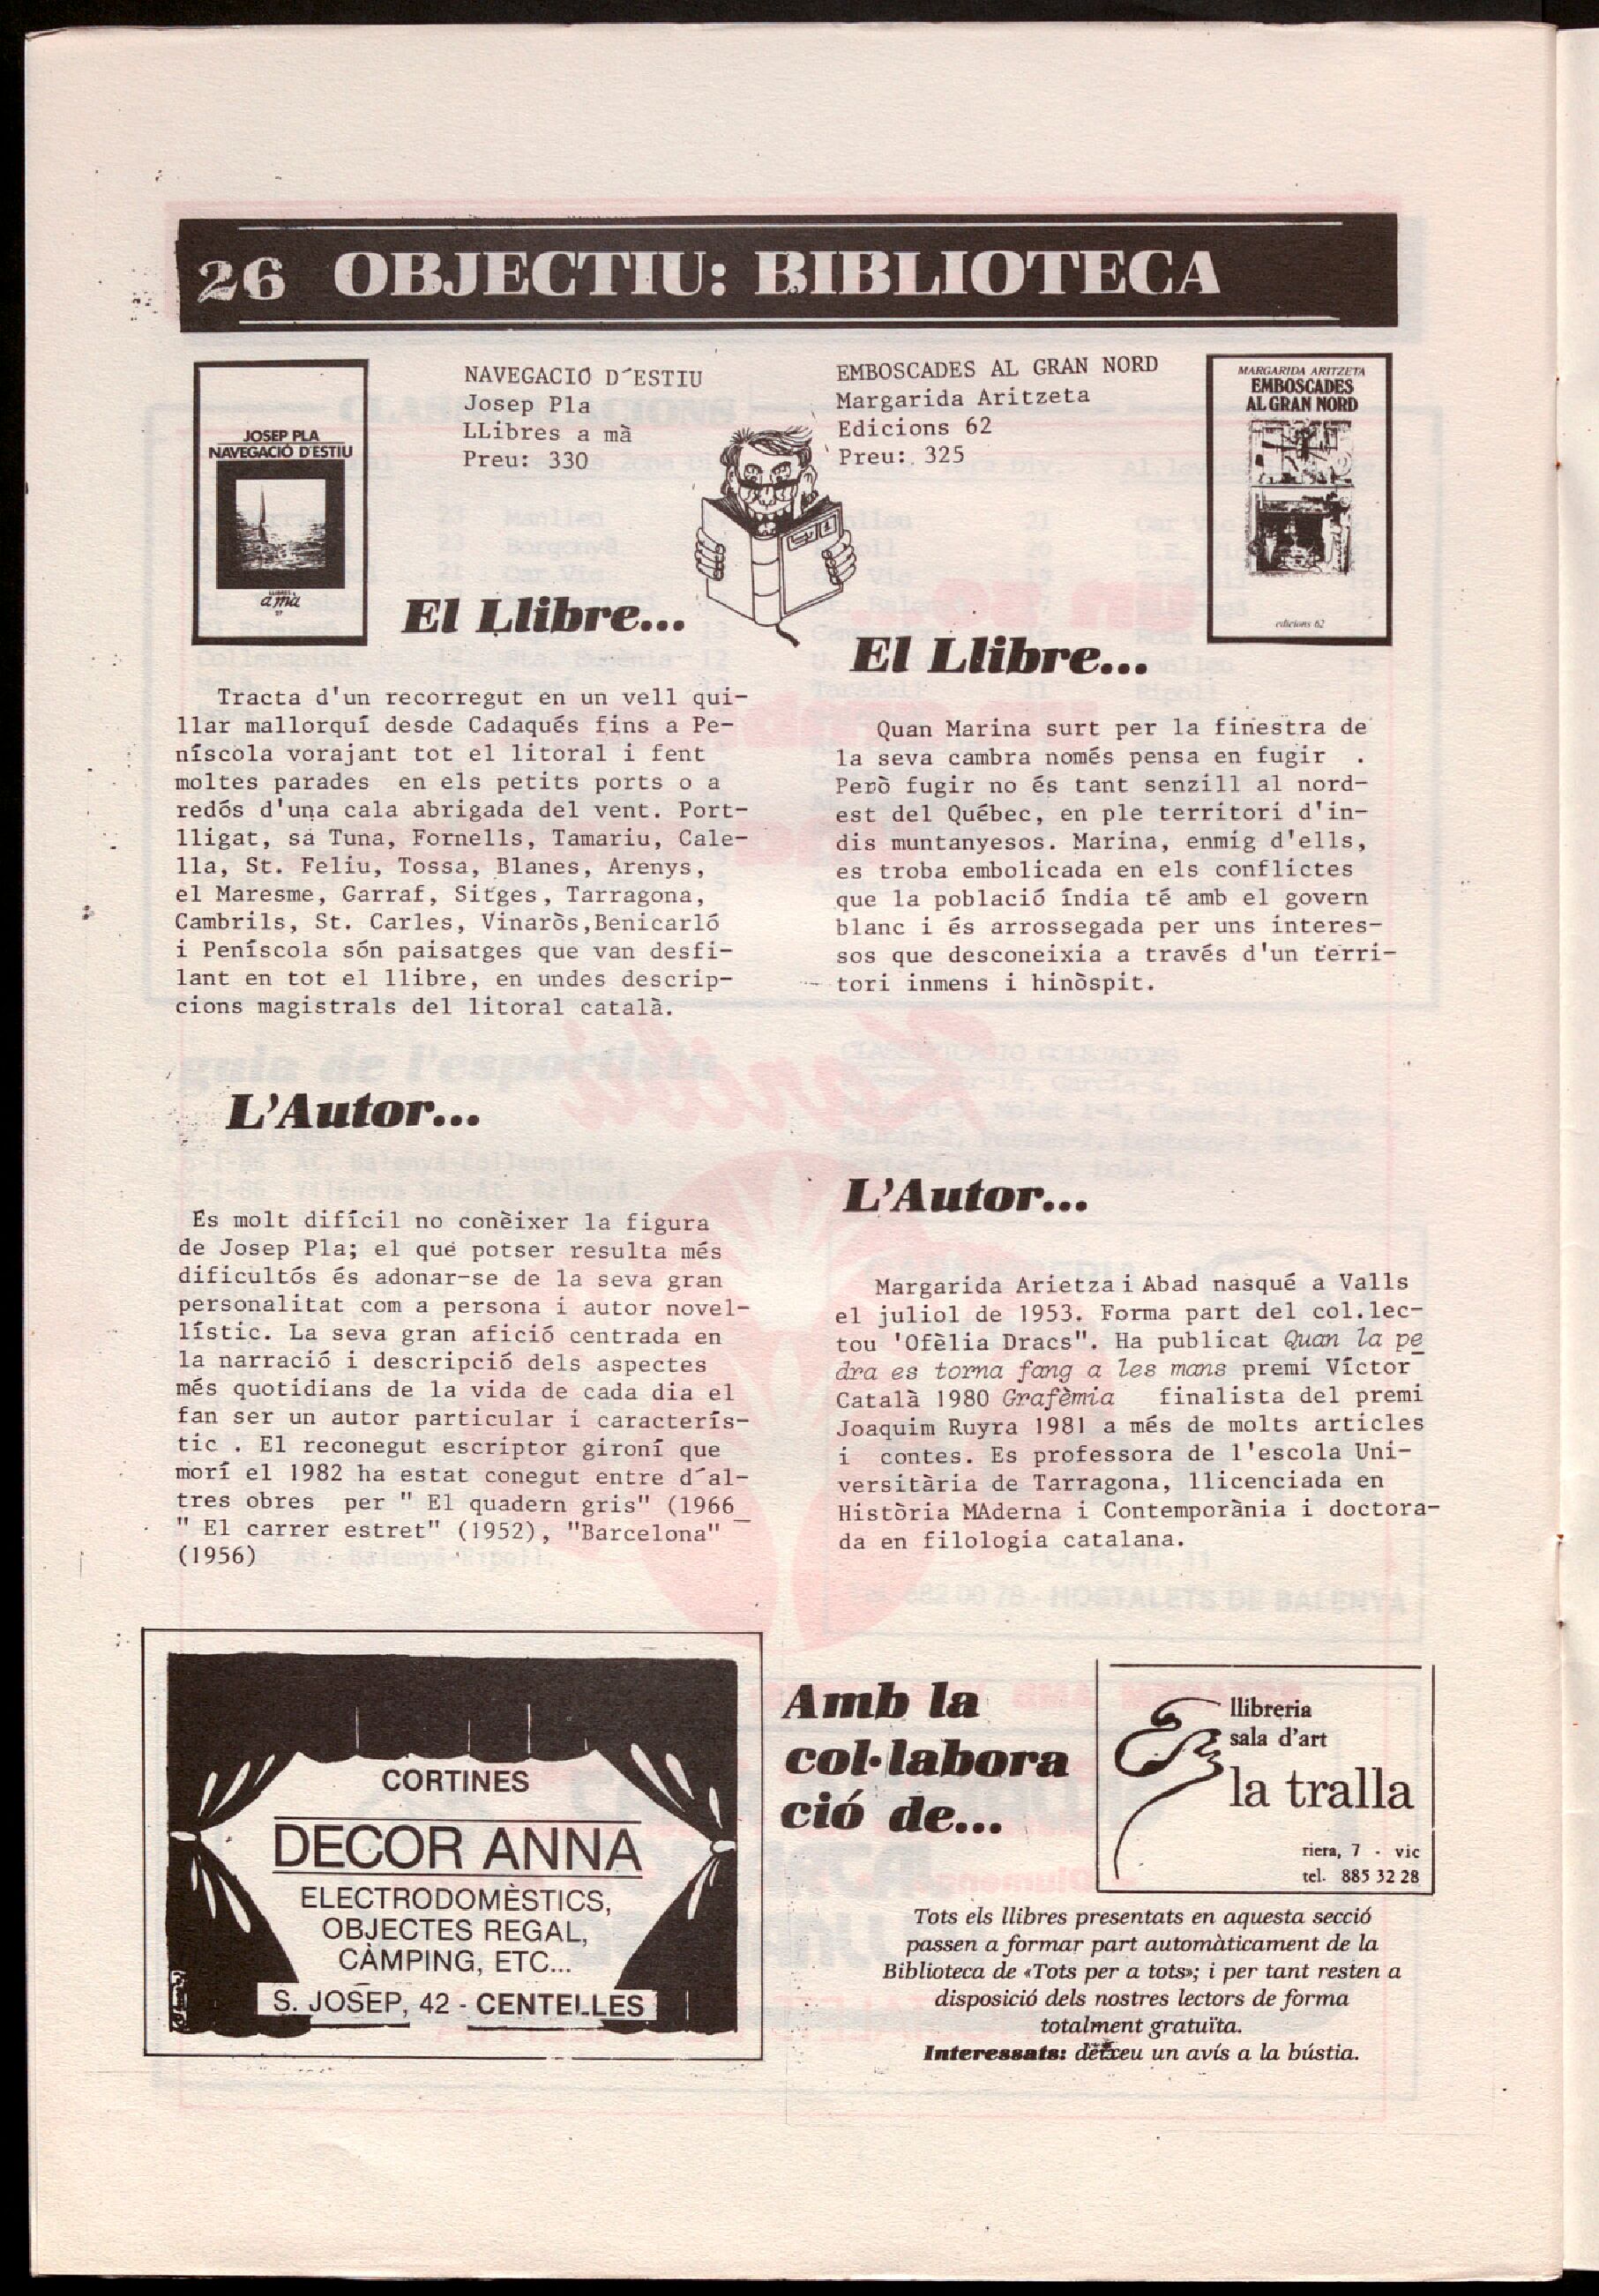 26 OBJECTIU: BIBLIOTECA
JOSEP PLA
NAVEGACIÓ D'ESTIU
LLIBRES A
a mà
NAVEGACIÓ D´ESTIU
Josep Pla
LLibres a mà
Preu: 330
El Llibre...
Tracta d'un recorregut en un vell qui-
llar mallorquí desde Cadaqués fins a Pe-
níscola vorajant tot el litoral i fent
moltes parades en els petits ports o a
redós d'una cala abrigada del vent. Port-
lligat, sa Tuna, Fornells, Tamariu, Cale-
lla, St. Feliu, Tossa, Blanes, Arenys,
el Maresme, Garraf, Sitges, Tarragona,
Cambrils, St. Carles, Vinaròs,Benicarló
i Peníscola són paisatges que van desfi-
lant en tot el llibre, en undes descrip-
cions magistrals del litoral català.
L'Autor...
Es molt difícil no conèixer la figura
de Josep Pla; el que potser resulta més
dificultós és adonar-se de la seva gran
personalitat com a persona i autor novel-
lístic. La seva gran afició centrada en
la narració i descripció dels aspectes
més quotidians de la vida de cada dia el
fan ser un autor particular i caracterís-
tic . El reconegut escriptor gironí que
morí el 1982 ha estat conegut entre d´al-
tres obres per " El quadern gris" (1966_
" El carrer estret" (1952), "Barcelona"
(1956)
EMBOSCADES AL GRAN NORD
Margarida Aritzeta
Edicions 62
Preu: 325
MARGARIDA ARITZETA
EMBOSCADES
AL GRAN NORD
edicions 62
El Llibre...
Quan Marina surt per la finestra de
la seva cambra només pensa en fugir .
Però fugir no és tant senzill al nord-
est del Québec, en ple territori d'in-
dis muntanyesos. Marina, enmig d'ells,
es troba embolicada en els conflictes
que la població índia té amb el govern
blanc i és arrossegada per uns interes-
sos que desconeixia a través d'un terri-
tori inmens i hinòspit.
L'Autor...
Margarida Arietza i Abad nasqué a Valls
el juliol de 1953. Forma part del col.lec-
tou 'Ofèlia Dracs". Ha publicat Quan la pe
dra es torna fang a les mans premi Víctor
Català 1980 Grafèmia finalista del premi
Joaquim Ruyra 1981 a més de molts articles
i contes. Es professora de l'escola Uni-
versitària de Tarragona, llicenciada en
Història MAderna i Contemporània i doctora-
da en filologia catalana.
CORTINES
DECOR ANNA
ELECTRODOMÈSTICS,
OBJECTES REGAL,
CÀMPING, ETC...
S. JOSEP, 42 - CENTELLES
Amb la
col·labora
ció de...
llibreria
sala d'art
la tralla
riera, 7 - vic
tel. 885 32 28
Tots els llibres presentats en aquesta secció
passen a formar part automàticament de la
Biblioteca de «Tots per a tots»; i per tant resten a
disposició dels nostres lectors de forma
totalment gratuïta.
Interessats: deixeu un avís a la bústia.